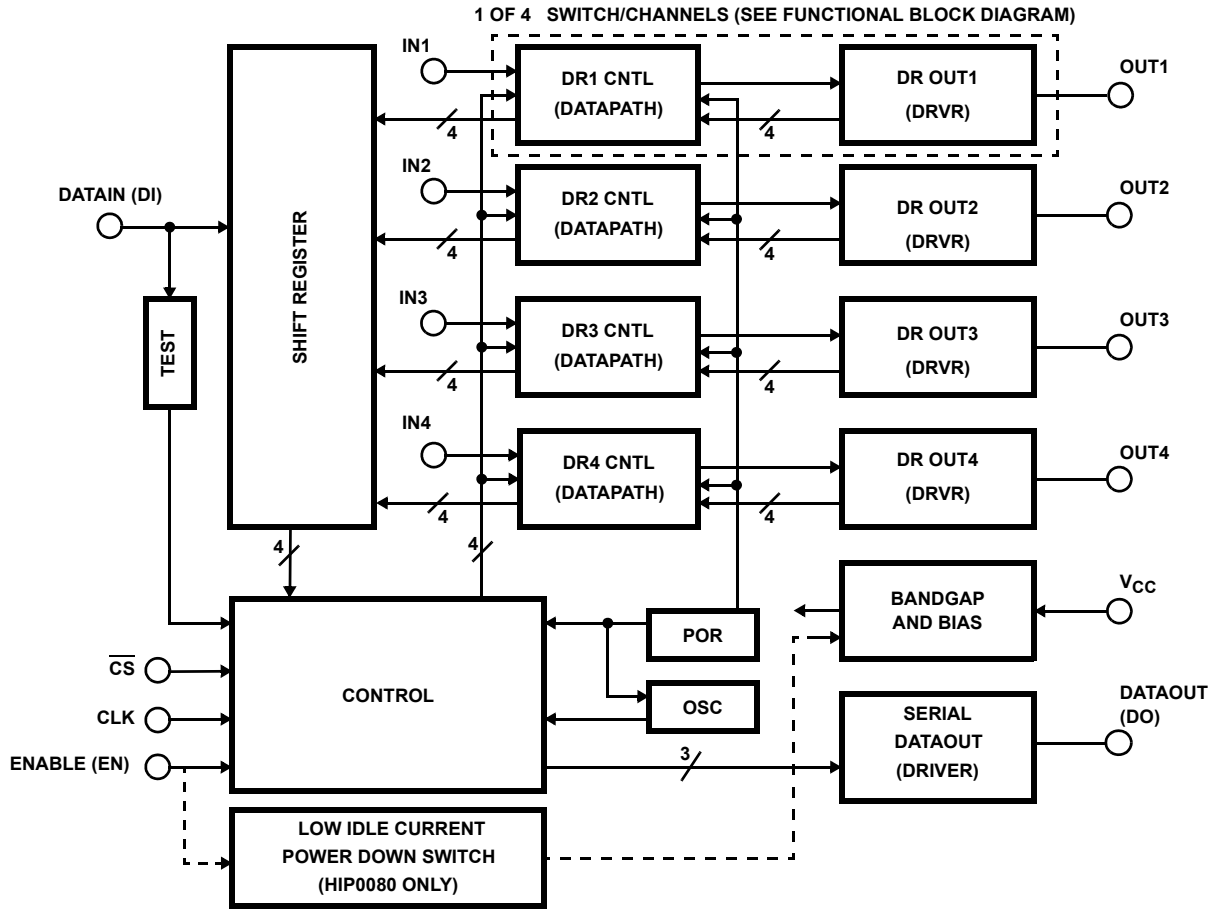 1 OF 4 SWITCH/CHANNELS (SEE FUNCTIONAL BLOCK DIAGRAM)
IN1
DR1 CNTL
(DATAPATH)
DR OUT1
(DRVR)
OUT1
4
4
IN2
DR2 CNTL
(DATAPATH)
DR OUT2
(DRVR)
OUT2
4
4
DATAIN (DI)
SHIFT REGISTER
TEST
IN3
DR3 CNTL
(DATAPATH)
DR OUT3
(DRVR)
OUT3
4
4
IN4
DR4 CNTL
(DATAPATH)
DR OUT4
(DRVR)
OUT4
4
4
4
4
BANDGAP
AND BIAS
VCC
POR
CS
CONTROL
OSC
CLK
ENABLE (EN)
3
SERIAL
DATAOUT
(DRIVER)
DATAOUT
(DO)
LOW IDLE CURRENT
POWER DOWN SWITCH
(HIP0080 ONLY)